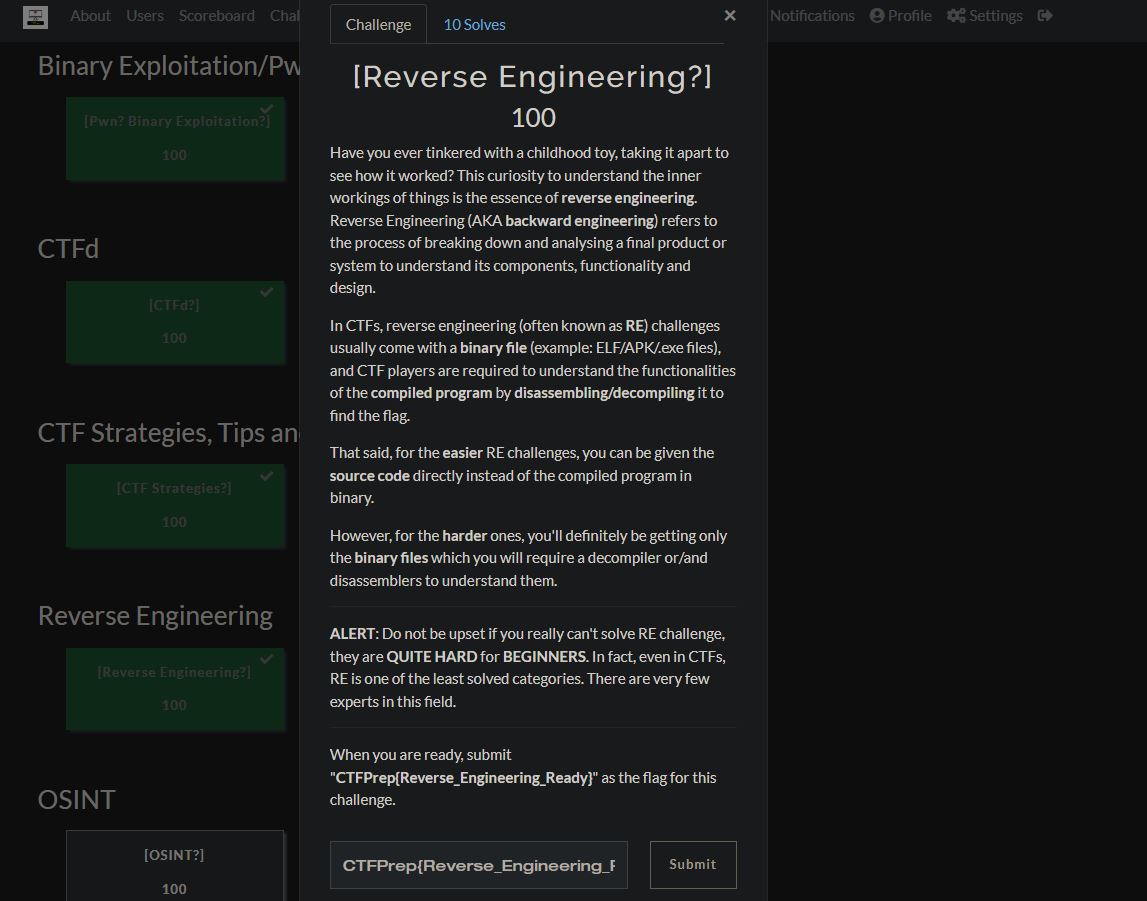 About Users Scoreboard Chal
Notifications Profile Settings
Challenge
10 Solves
×
[Reverse Engineering?]
100
Have you ever tinkered with a childhood toy, taking it apart to
see how it worked? This curiosity to understand the inner
workings of things is the essence of reverse engineering.
Reverse Engineering (AKA backward engineering) refers to
the process of breaking down and analysing a final product or
system to understand its components, functionality and
design.
In CTFs, reverse engineering (often known as RE) challenges
usually come with a binary file (example: ELF/APK/.exe files),
and CTF players are required to understand the functionalities
of the compiled program by disassembling/decompiling it to
find the flag.
That said, for the easier RE challenges, you can be given the
source code directly instead of the compiled program in
binary.
However, for the harder ones, you'll definitely be getting only
the binary files which you will require a decompiler or/and
disassemblers to understand them.
ALERT: Do not be upset if you really can't solve RE challenge,
they are QUITE HARD for BEGINNERS. In fact, even in CTFs,
RE is one of the least solved categories. There are very few
experts in this field.
When you are ready, submit
"CTFPrep{Reverse_Engineering_Ready}" as the flag for this
challenge.
CTFPrep{Reverse_Engineering_F
Submit
Binary Exploitation/Pw
[Pwn? Binary Exploitation?]
100
CTFd
[CTFd?]
100
CTF Strategies, Tips an
[CTF Strategies?]
100
Reverse Engineering
[Reverse Engineering?]
100
OSINT
[OSINT?]
100